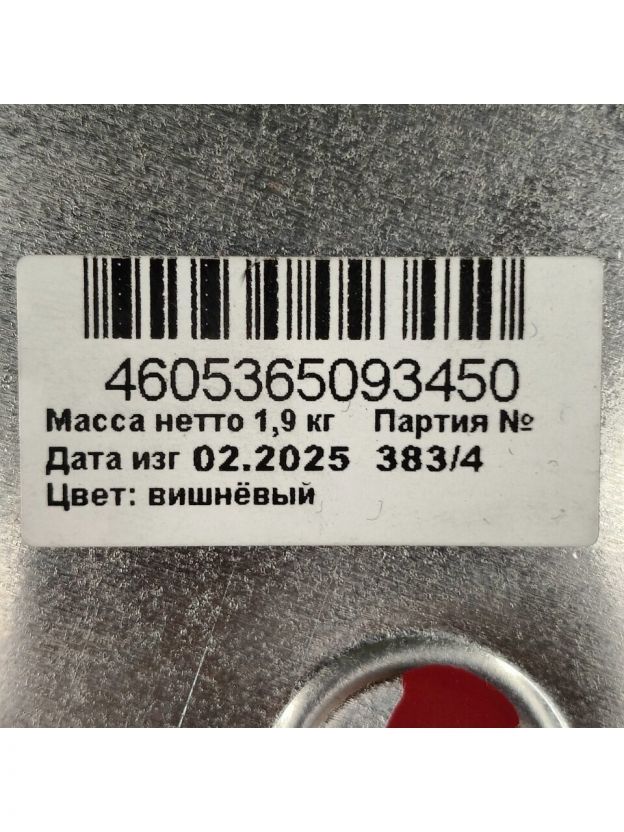 4605365093450
Масса нетто 1,9 кг Партия №
Дата изг 02.2025 383/4
Цвет: вишнёвый